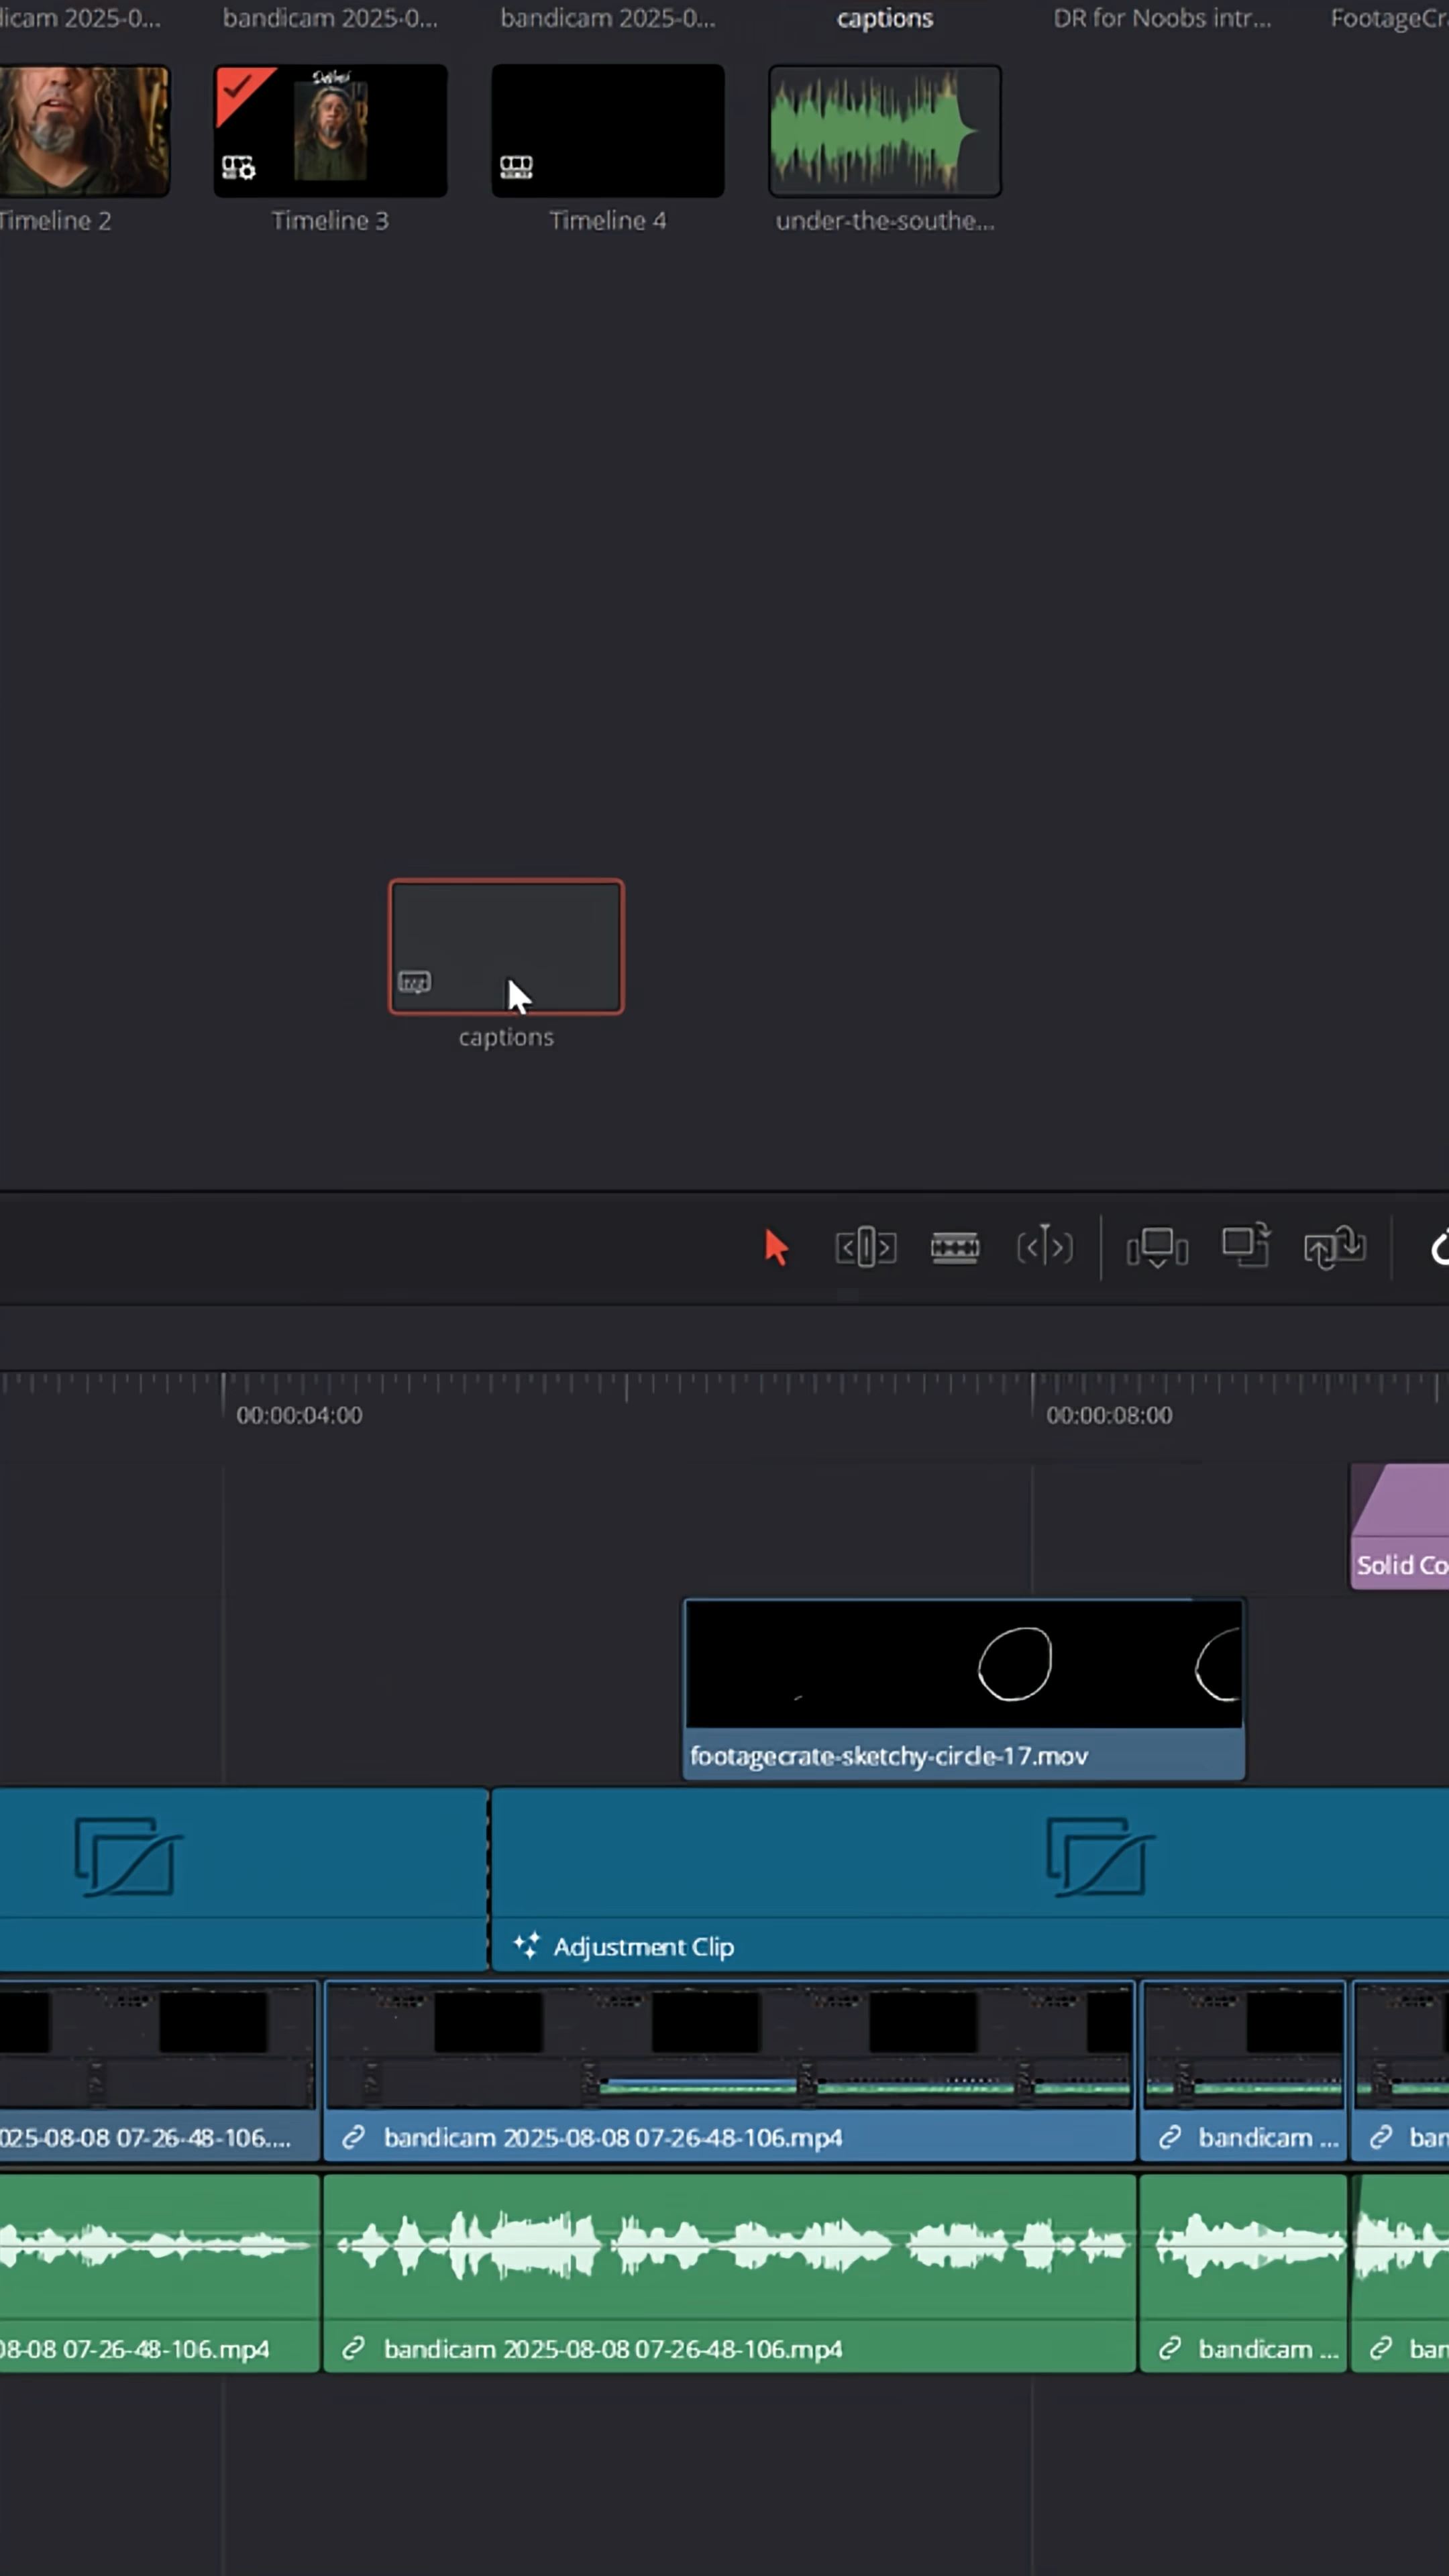 licam 2025-0...
bandicam 2025-0...
bandicam 2025-0...
captions
DR for Noobs intr...
FootageCr
DaVinci
Timeline 2
Timeline 3
Timeline 4
under-the-southe...
captions
00:00:04:00
00:00:08:00
Solid Co
footagecrate-sketchy-circle-17.mov
Adjustment Clip
025-08-08 07-26-48-106....
bandicam 2025-08-08 07-26-48-106.mp4
bandicam ...
ban
08-08 07-26-48-106.mp4
bandicam 2025-08-08 07-26-48-106.mp4
bandicam ...
ban